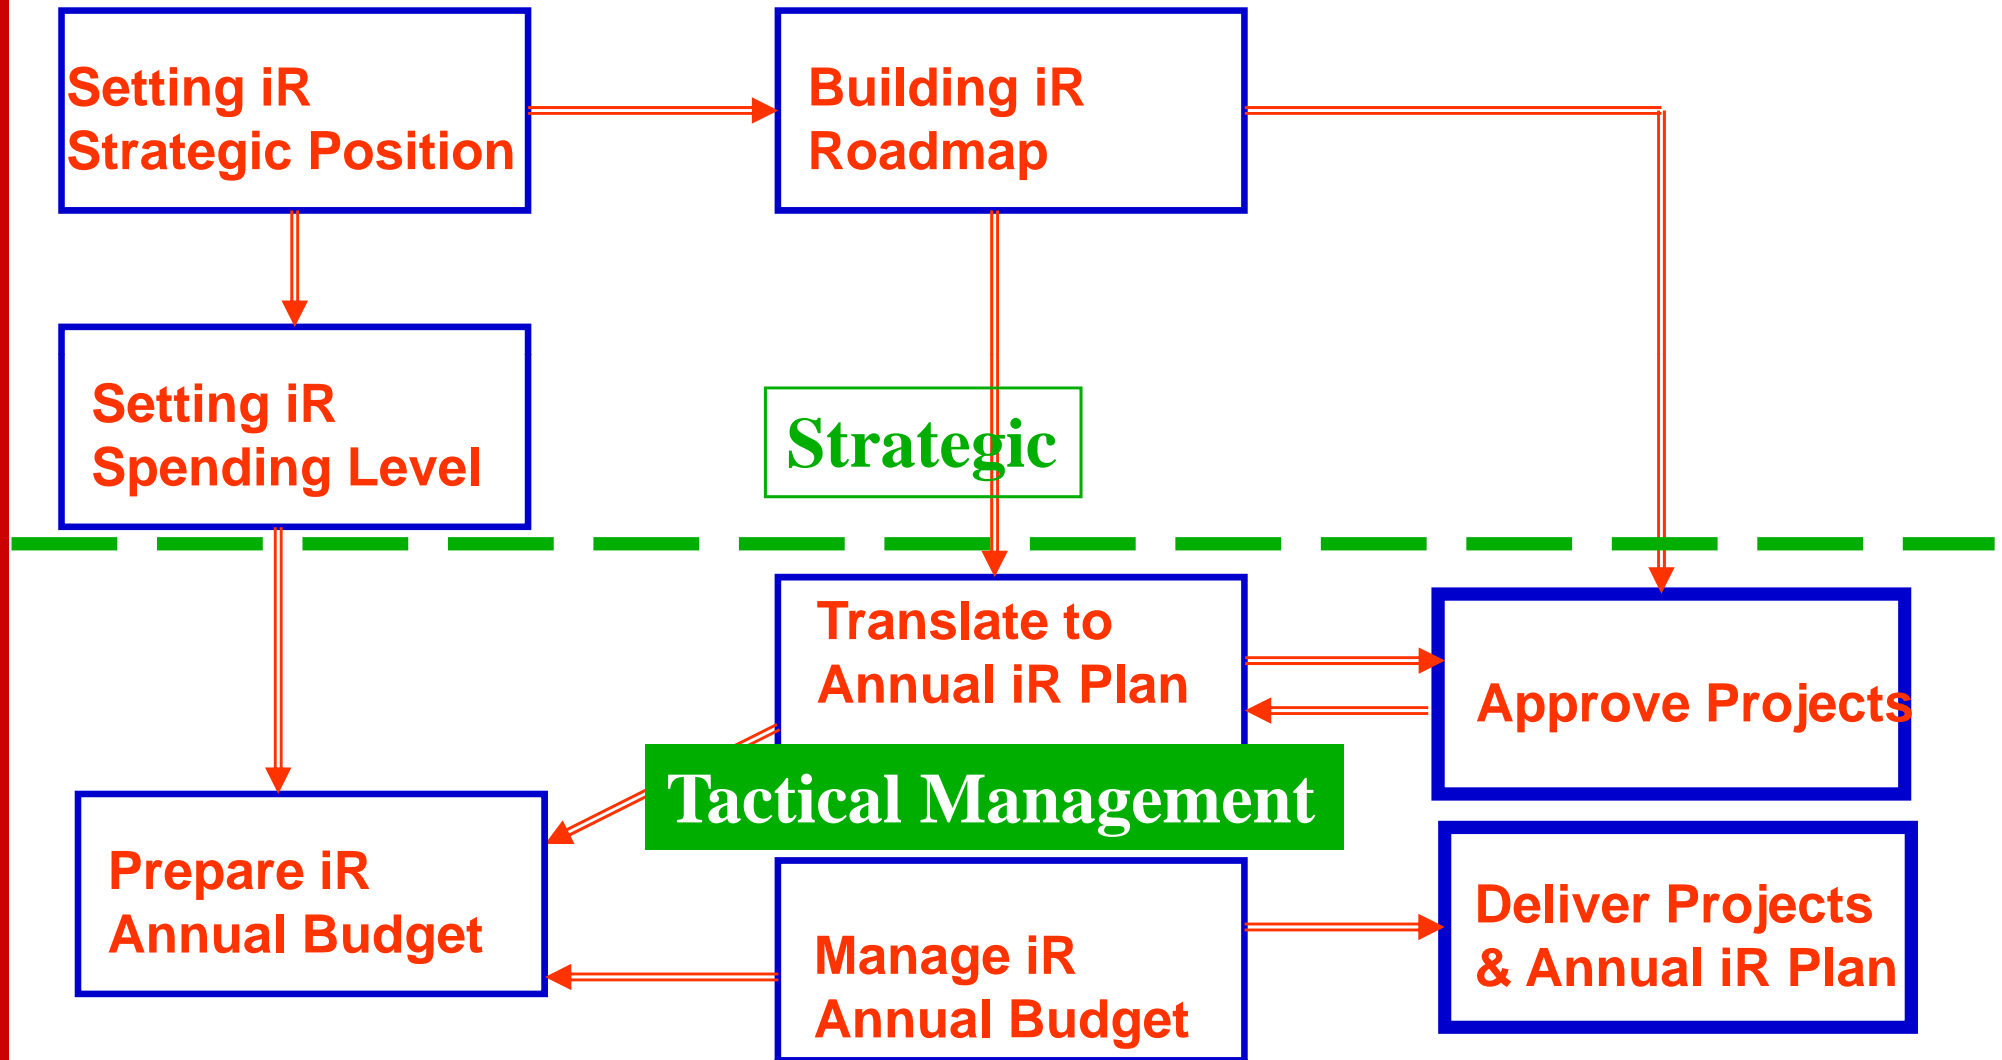 Setting iR
Strategic Position
Building iR
Roadmap
Setting iR
Spending Level
Strategic
Translate to
Annual iR Plan
Approve Projects
Tactical Management
Prepare iR
Annual Budget
Manage iR
Annual Budget
Deliver Projects
& Annual iR Plan